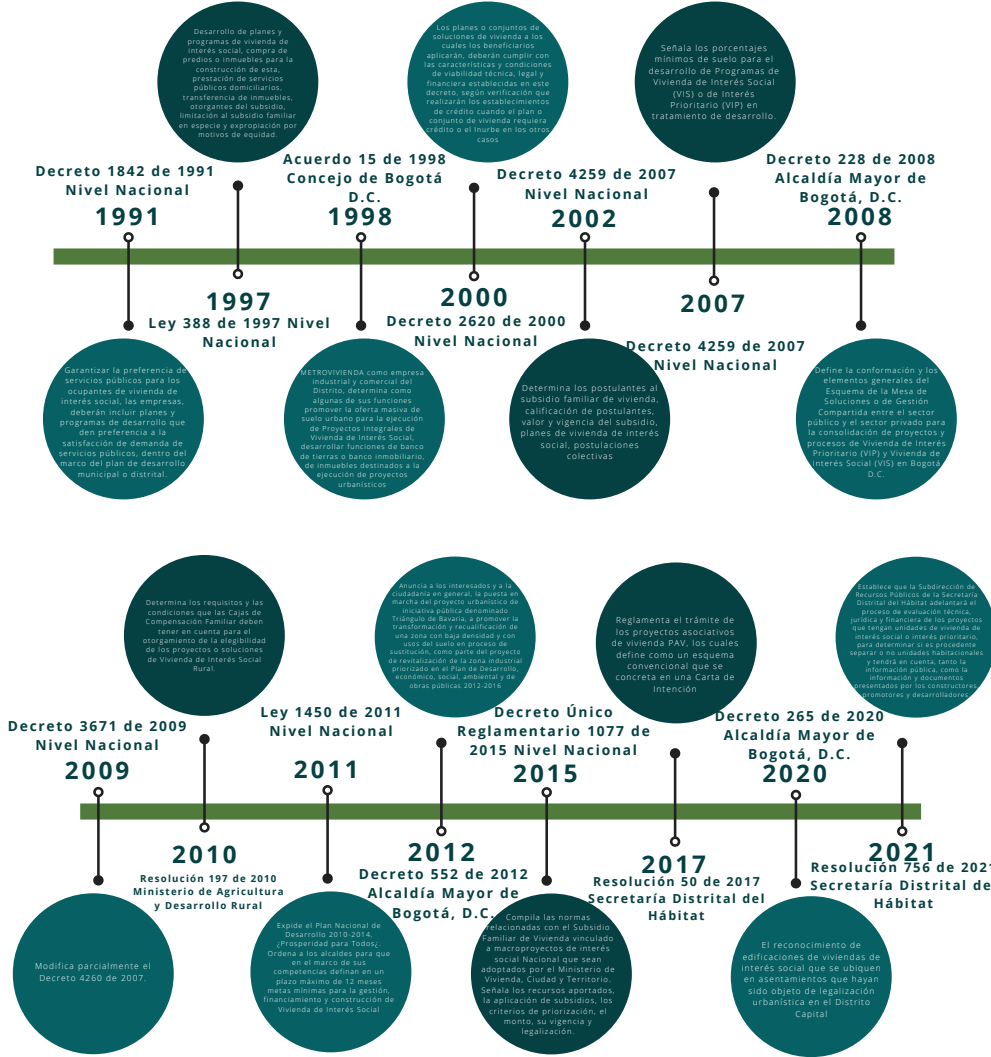 Desarrollo de planes y
programas de vivienda de
interés social, compra de
predios o inmuebles para la
construcción de esta,
prestación de servicios
públicos domiciliarios,
transferencia de inmuebles,
otorgantes del subsidio,
limitación al subsidio familiar
en especie y expropiación por
motivos de equidad.
Los planes o conjuntos de
soluciones de vivienda a los
cuales los beneficiarios
aplicarán, deberán cumplir con
las características y condiciones
de viabilidad técnica, legal y
financiera establecidas en este
decreto, según verificación que
realizarán los establecimientos
de crédito cuando el plan o
conjunto de vivienda requiera
crédito o el Inurbe en los otros
casos
Señala los porcentajes
mínimos de suelo para el
desarrollo de Programas de
Vivienda de Interés Social
(VIS) o de Interés
Prioritario (VIP) en
tratamiento de desarrollo.
Decreto 1842 de 1991
Nivel Nacional
1991
Acuerdo 15 de 1998
Concejo de Bogotá
D.C.
1998
Decreto 4259 de 2007
Nivel Nacional
2002
Decreto 228 de 2008
Alcaldía Mayor de
Bogotá, D.C.
2008
1997
Ley 388 de 1997 Nivel
Nacional
2000
Decreto 2620 de 2000
Nivel Nacional
2007
Decreto 4259 de 2007
Nivel Nacional
Garantizar la preferencia de
servicios públicos para los
ocupantes de vivienda de
interés social, las empresas,
deberán incluir planes y
programas de desarrollo que
den preferencia a la
satisfacción de demanda de
servicios públicos, dentro del
marco del plan de desarrollo
municipal o distrital.
METROVIVIENDA como empresa
industrial y comercial del
Distrito, determina como
algunas de sus funciones
promover la oferta masiva de
suelo urbano para la ejecución
de Proyectos Integrales de
Vivienda de Interés Social,
desarrollar funciones de banco
de tierras o banco inmobiliario,
de inmuebles destinados a la
ejecución de proyectos
urbanísticos
Determina los postulantes al
subsidio familiar de vivienda,
calificación de postulantes,
valor y vigencia del subsidio,
planes de vivienda de interés
social, postulaciones
colectivas
Define la conformación y los
elementos generales del
Esquema de la Mesa de
Soluciones o de Gestión
Compartida entre el sector
público y el sector privado para
la consolidación de proyectos y
procesos de Vivienda de Interés
Prioritario (VIP) y Vivienda de
Interés Social (VIS) en Bogotá
D.C.
Determina los requisitos y las
condiciones que las Cajas de
Compensación Familiar deben
tener en cuenta para el
otorgamiento de la elegibilidad
de los proyectos o soluciones
de Vivienda de Interés Social
Rural.
Anuncia a los interesados y a la
ciudadanía en general, la puesta en
marcha del proyecto urbanístico de
iniciativa pública denominado
Triángulo de Bavaria, a promover la
transformación y recualificación de
una zona con baja densidad y con
usos del suelo en proceso de
sustitución, como parte del proyecto
de revitalización de la zona industrial
priorizado en el Plan de Desarrollo,
económico, social, ambiental y de
obras públicas 2012-2016
Reglamenta el trámite de
los proyectos asociativos
de vivienda PAV, los cuales
define como un esquema
convencional que se
concreta en una Carta de
Intención
Establece que la Subdirección de
Recursos Públicos de la Secretaría
Distrital del Hábitat adelantará el
proceso de evaluación técnica,
jurídica y financiera de los proyectos
que tengan unidades de vivienda de
interés social o interés prioritario,
para determinar si es procedente
separar o no unidades habitacionales
y tendrá en cuenta, tanto la
información pública, como la
información y documentos
presentados por los constructores,
promotores y desarrolladores
Decreto 3671 de 2009
Nivel Nacional
2009
Ley 1450 de 2011
Nivel Nacional
2011
Decreto Único
Reglamentario 1077 de
2015 Nivel Nacional
2015
Decreto 265 de 2020
Alcaldía Mayor de
Bogotá, D.C.
2020
2010
Resolución 197 de 2010
Ministerio de Agricultura
y Desarrollo Rural
2012
Decreto 552 de 2012
Alcaldía Mayor de
Bogotá, D.C.
2017
Resolución 50 de 2017
Secretaría Distrital del
Hábitat
2021
Resolución 756 de 2021
Secretaría Distrital de
Hábitat
Modifica parcialmente el
Decreto 4260 de 2007.
Expide el Plan Nacional de
Desarrollo 2010-2014,
¿Prosperidad para Todos¿.
Ordena a los alcaldes para que
en el marco de sus
competencias definan en un
plazo máximo de 12 meses
metas mínimas para la gestión,
financiamiento y construcción de
Vivienda de Interés Social
Compila las normas
relacionadas con el Subsidio
Familiar de Vivienda vinculado
a macroproyectos de interés
social Nacional que sean
adoptados por el Ministerio de
Vivienda, Ciudad y Territorio.
Señala los recursos aportados,
la aplicación de subsidios, los
criterios de priorización, el
monto, su vigencia y
legalización.
El reconocimiento de
edificaciones de viviendas de
interés social que se ubiquen
en asentamientos que hayan
sido objeto de legalización
urbanística en el Distrito
Capital